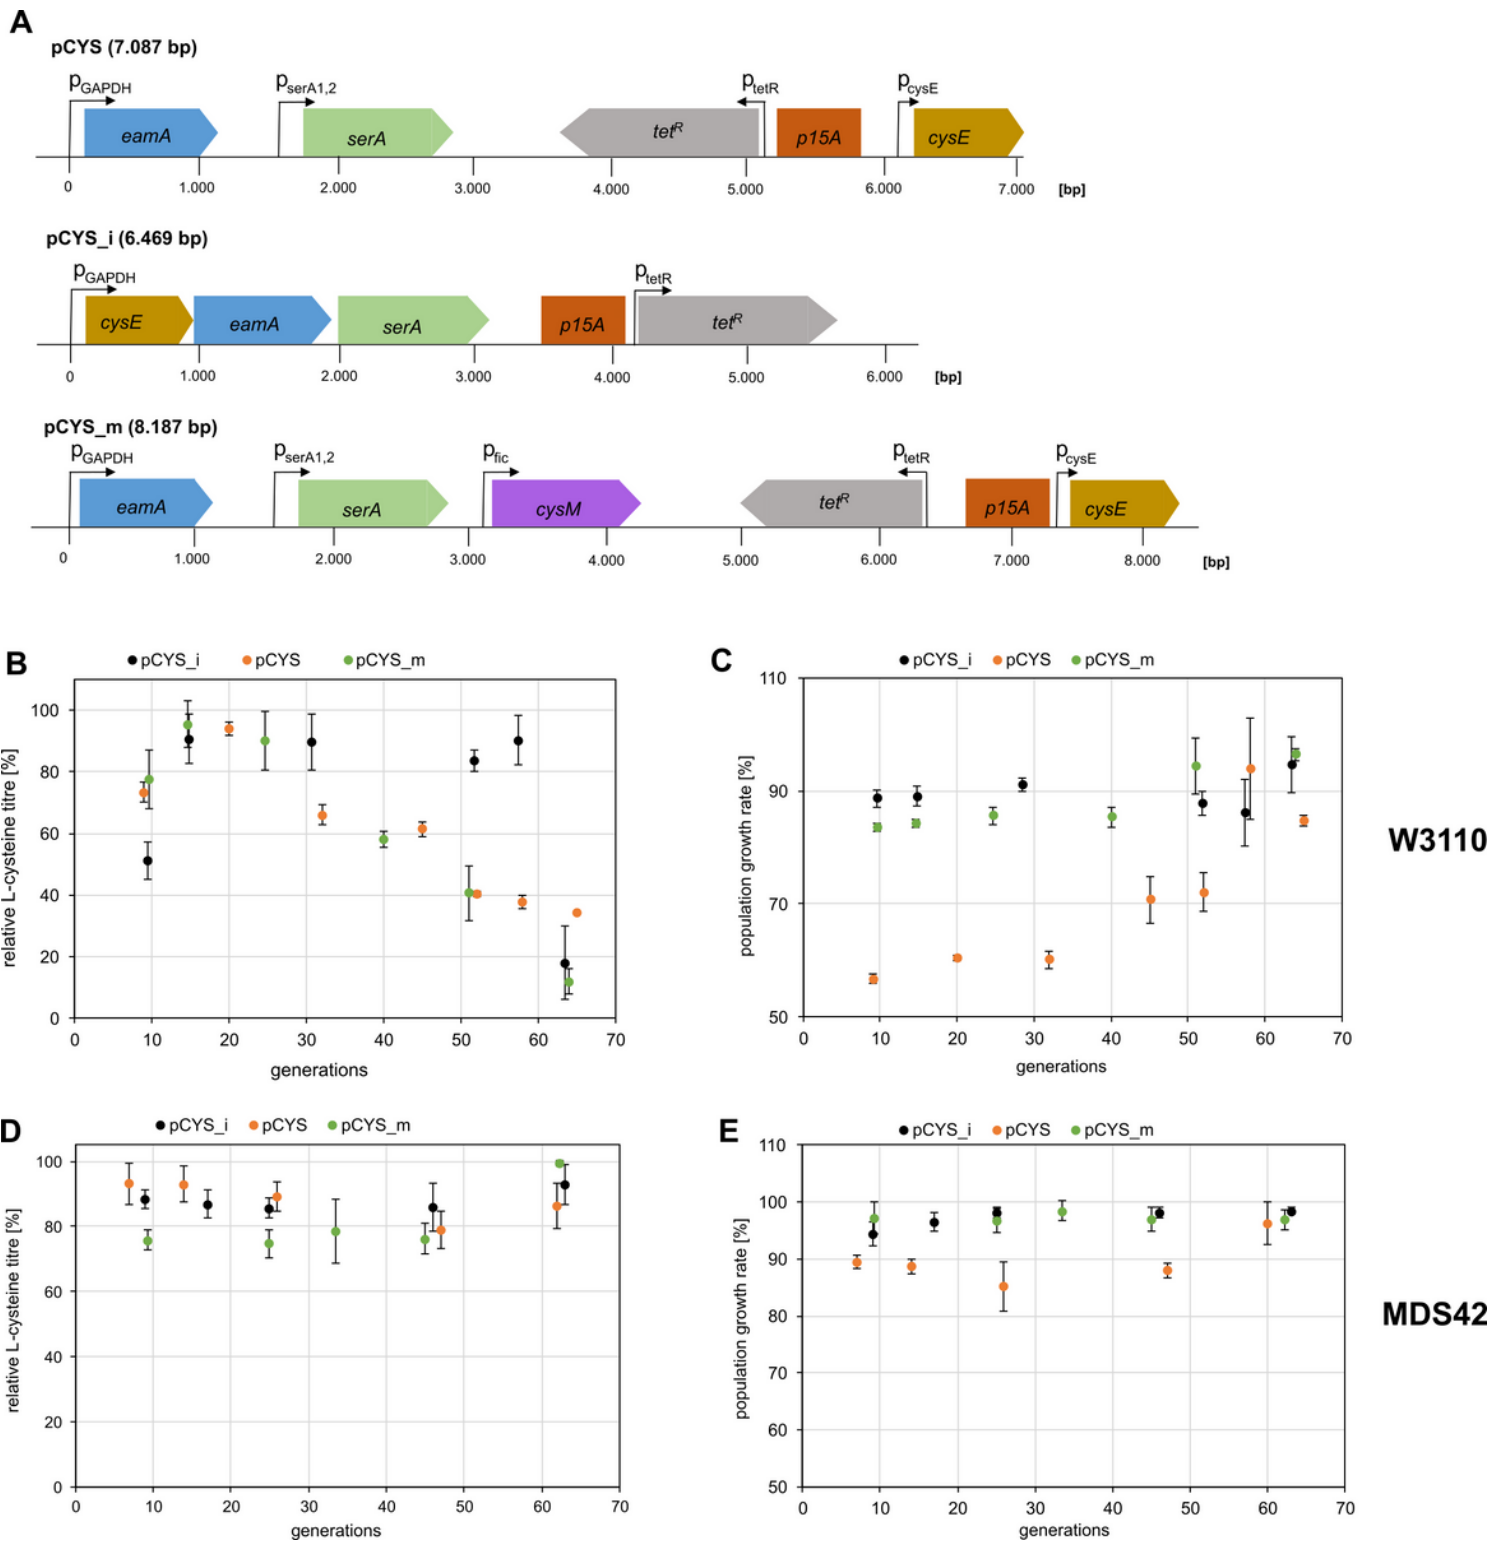 A
pCYS (7.087 bp)
pGAPDH pserA1,2 ptetR pcysE
eamA serA tetR p15A cysE
0 1.000 2.000 3.000 4.000 5.000 6.000 7.000 [bp]
pCYS_i (6.469 bp)
pGAPDH ptetR
cysE eamA serA p15A tetR
0 1.000 2.000 3.000 4.000 5.000 6.000 [bp]
pCYS_m (8.187 bp)
pGAPDH pserA1,2 pfic ptetR pcysE
eamA serA cysM tetR p15A cysE
0 1.000 2.000 3.000 4.000 5.000 6.000 7.000 8.000 [bp]
B
pCYS_i pCYS pCYS_m
relative L-cysteine titre [%]
100
80
60
40
20
0
0 10 20 30 40 50 60 70
generations
C
pCYS_i pCYS pCYS_m
population growth rate [%]
110
90
70
50
0 10 20 30 40 50 60 70
generations
W3110
D
pCYS_i pCYS pCYS_m
relative L-cysteine titre [%]
100
80
60
40
20
0
0 10 20 30 40 50 60 70
generations
E
pCYS_i pCYS pCYS_m
population growth rate [%]
110
100
90
80
70
60
50
0 10 20 30 40 50 60 70
generations
MDS42